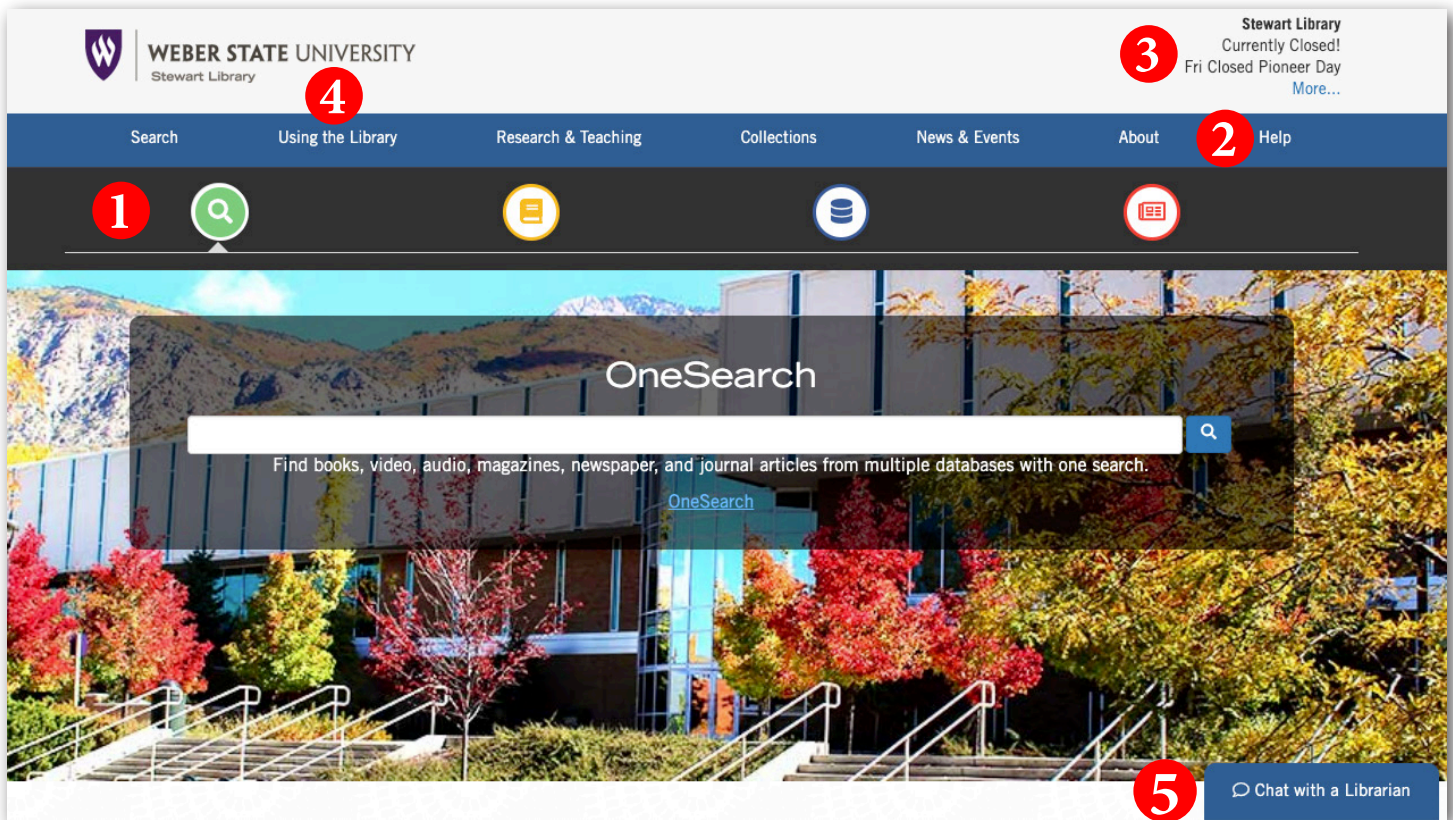 W
WEBER STATE UNIVERSITY
Stewart Library
Stewart Library
Currently Closed!
Fri Closed Pioneer Day
More...
3
4
Search
Using the Library
Research & Teaching
Collections
News & Events
About
2
Help
1
OneSearch
Find books, video, audio, magazines, newspaper, and journal articles from multiple databases with one search.
OneSearch
5
Chat with a Librarian